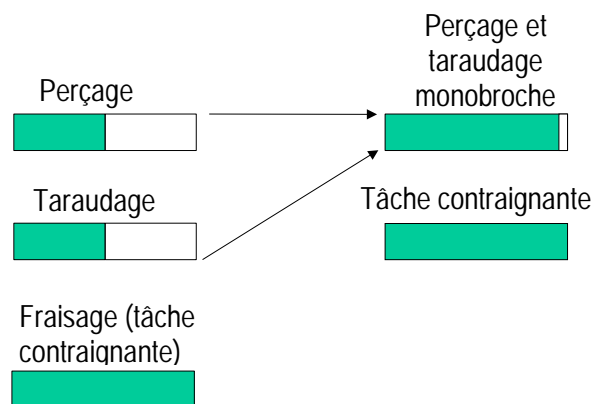 Perçage
Taraudage
Fraisage (tâche
contraignante)
Perçage et
taraudage
monobroche
Tâche contraignante